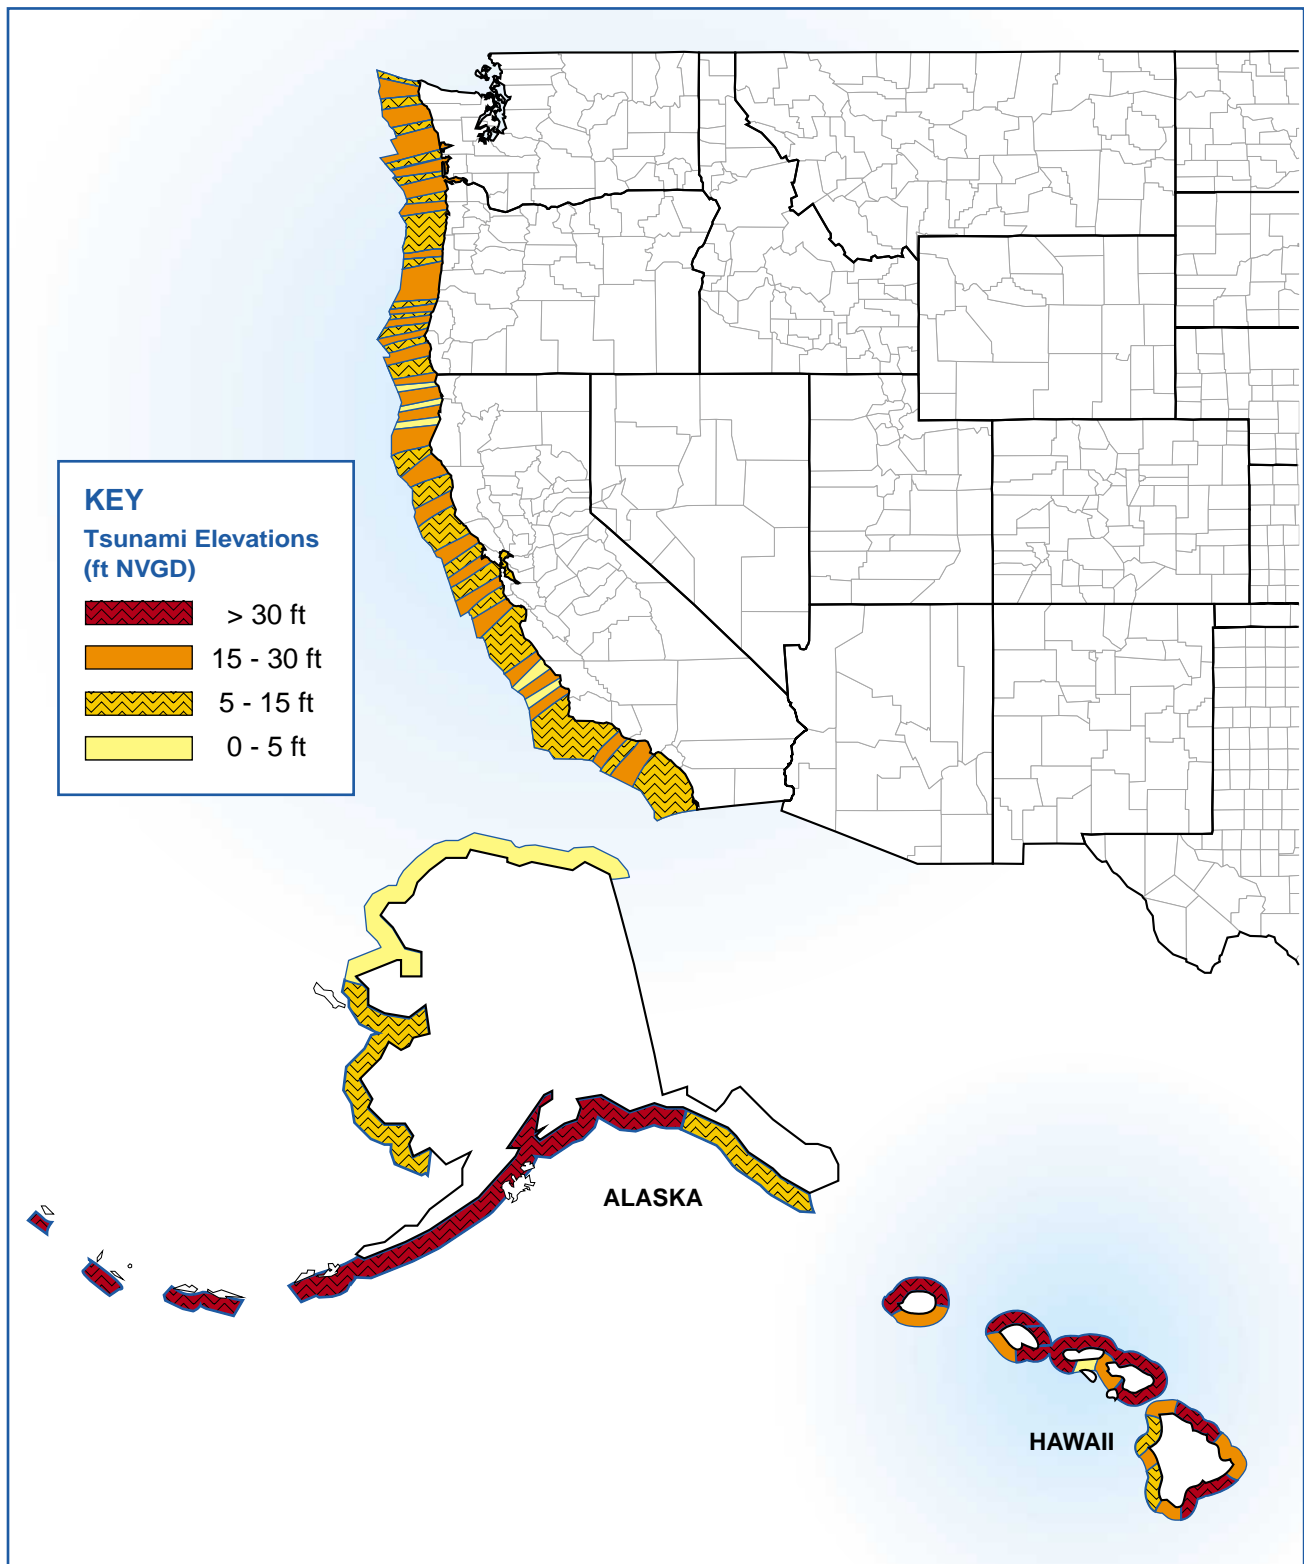 KEY
Tsunami Elevations
(ft NVGD)
> 30 ft
15 - 30 ft
5 - 15 ft
0 - 5 ft
ALASKA
HAWAII